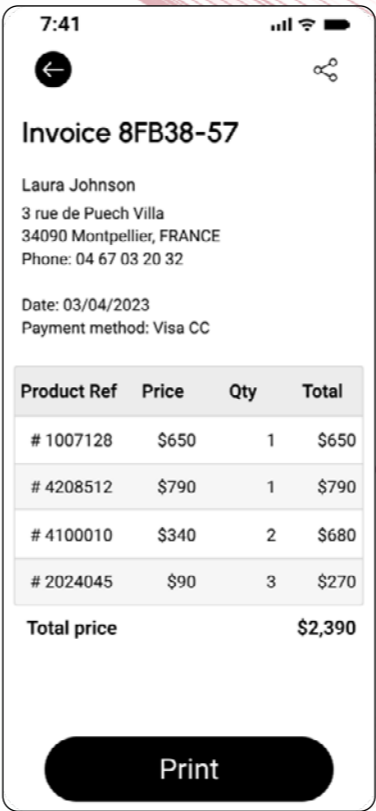 7:41
Invoice 8FB38-57
Laura Johnson
3 rue de Puech Villa
34090 Montpellier, FRANCE
Phone: 04 67 03 20 32
Date: 03/04/2023
Payment method: Visa CC
Product Ref Price Qty Total
# 1007128 $650 1 $650
# 4208512 $790 1 $790
# 4100010 $340 2 $680
# 2024045 $90 3 $270
Total price $2,390
Print